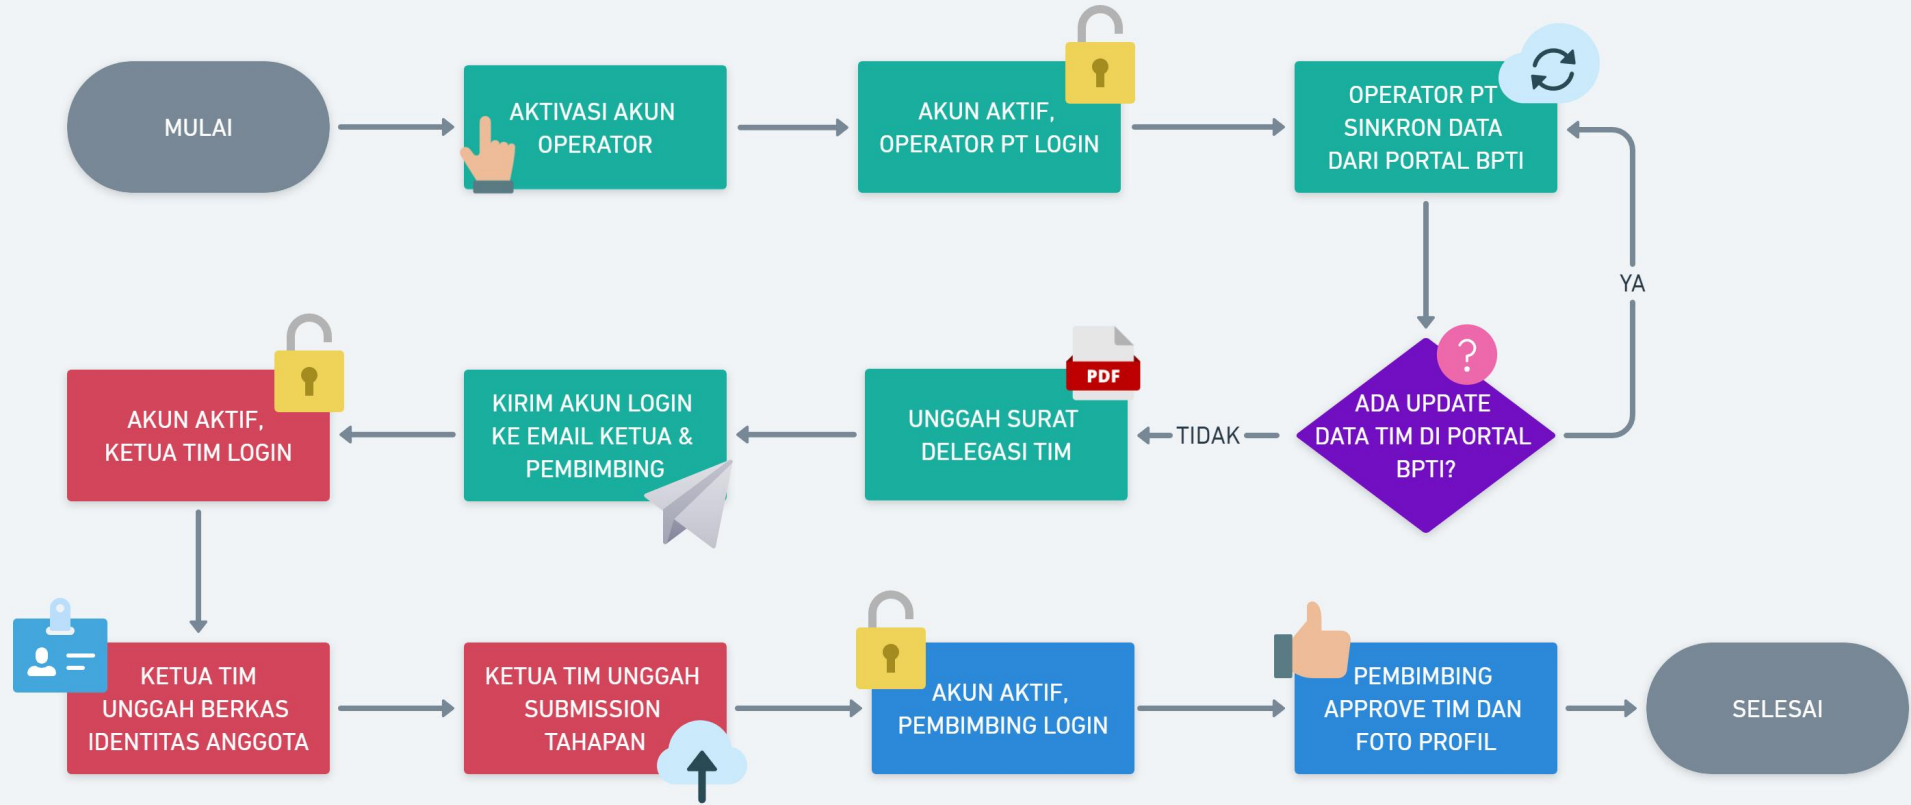 MULAI
AKTIVASI AKUN
OPERATOR
AKUN AKTIF,
OPERATOR PT LOGIN
OPERATOR PT
SINKRON DATA
DARI PORTAL BPTI
YA
?
ADA UPDATE
DATA TIM DI PORTAL
BPTI?
TIDAK
PDF
UNGGAH SURAT
DELEGASI TIM
KIRIM AKUN LOGIN
KE EMAIL KETUA &
PEMBIMBING
AKUN AKTIF,
KETUA TIM LOGIN
KETUA TIM
UNGGAH BERKAS
IDENTITAS ANGGOTA
KETUA TIM UNGGAH
SUBMISSION
TAHAPAN
AKUN AKTIF,
PEMBIMBING LOGIN
PEMBIMBING
APPROVE TIM DAN
FOTO PROFIL
SELESAI